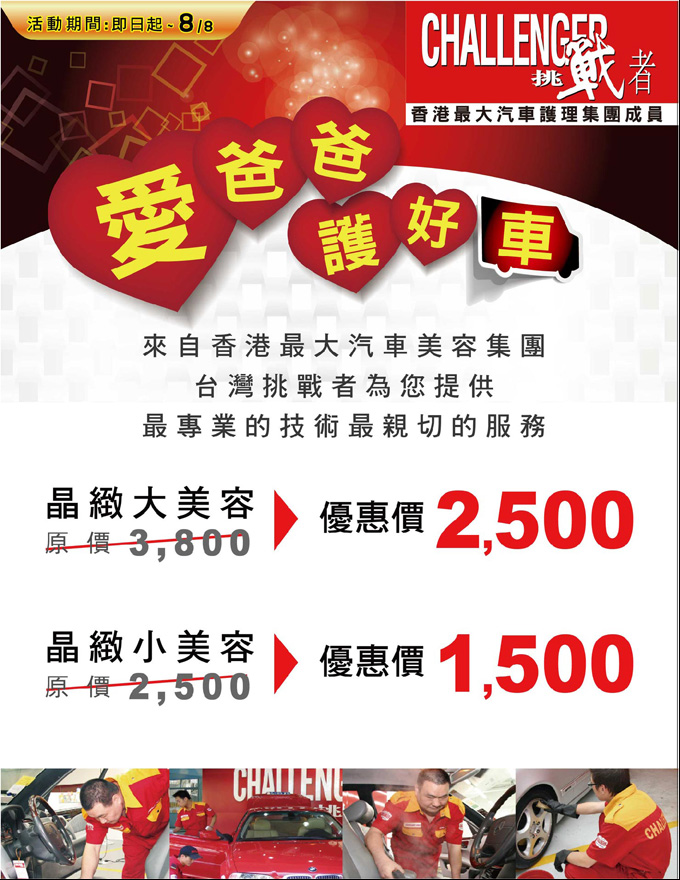 活動期間:即日起~8/8
CHALLENGER
挑戰者
香港最大汽車護理集團成員
愛爸爸
護好車
來自香港最大汽車美容集團
台灣挑戰者為您提供
最專業的技術最親切的服務
晶緻大美容
原價 3,800
優惠價 2,500
晶緻小美容
原價 2,500
優惠價 1,500
CHALLENG
挑
CHA